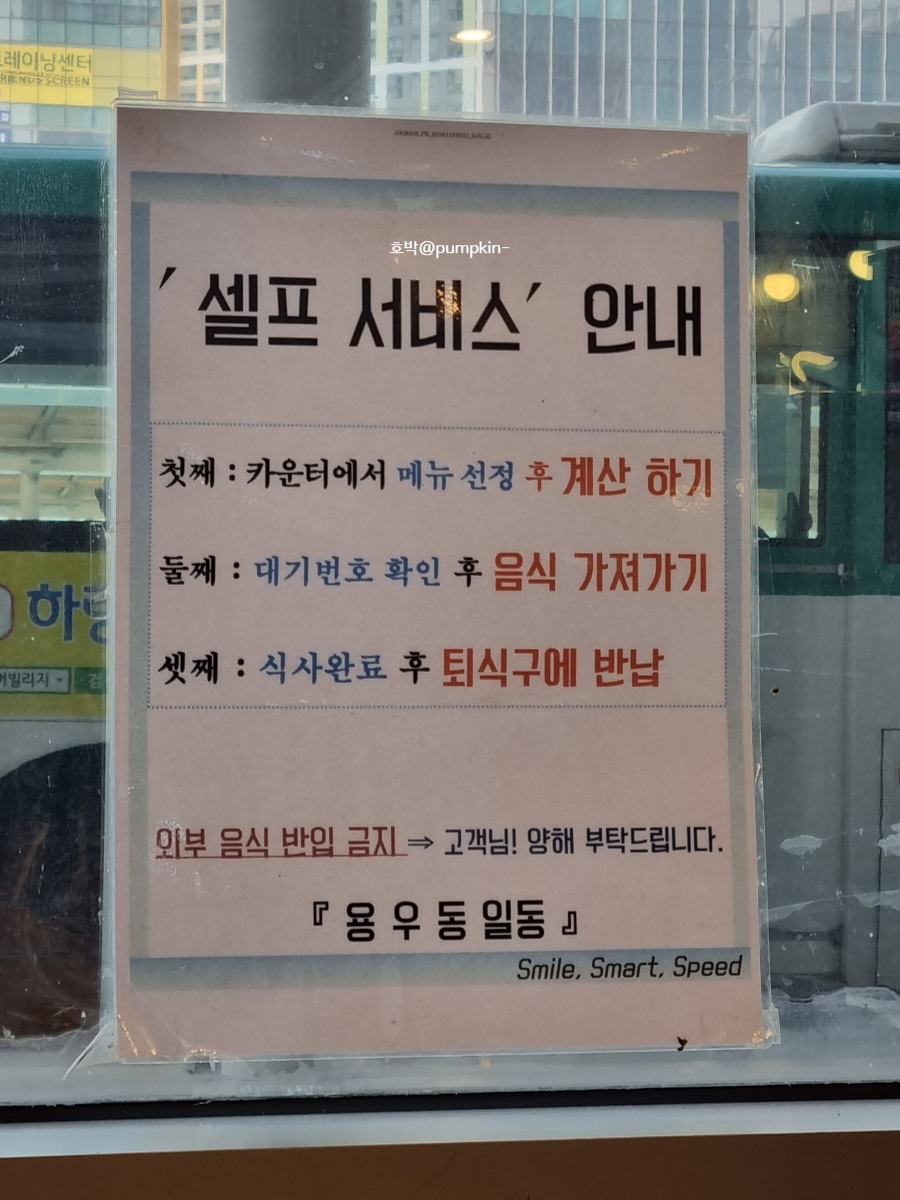 레이닝센터
RIENDS SCREEN
호박@pumpkin-
'셀프 서비스' 안내
첫째 : 카운터에서 메뉴 선정 후 계산 하기
둘째 : 대기번호 확인 후 음식 가져가기
셋째 : 식사완료 후 퇴식구에 반납
외부 음식 반입 금지 ⇒ 고객님! 양해 부탁드립니다.
『 용 우 동 일동 』
Smile, Smart, Speed